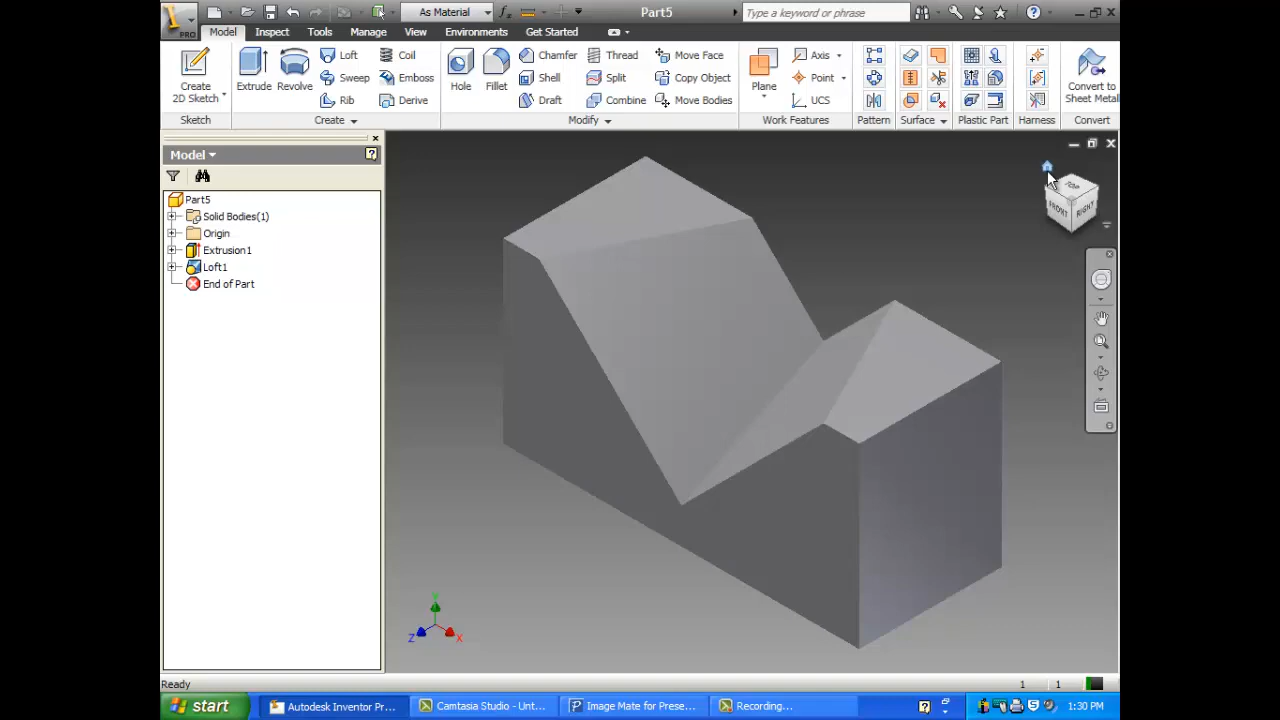 PRO
As Material
Part5
Type a keyword or phrase
Model Inspect Tools Manage View Environments Get Started
Create
2D Sketch
Extrude
Revolve
Loft
Sweep
Rib
Coil
Emboss
Derive
Hole
Fillet
Chamfer
Shell
Draft
Thread
Split
Combine
Move Face
Copy Object
Move Bodies
Plane
Axis
Point
UCS
Convert to
Sheet Metal
Sketch Create Modify Work Features Pattern Surface Plastic Part Harness Convert
Model
Part5
Solid Bodies(1)
Origin
Extrusion1
Loft1
End of Part
TOP
FRONT
RIGHT
Y
Z
X
Ready
1 1
start
Autodesk Inventor Pr...
Camtasia Studio - Unt...
Image Mate for Prese...
Recording...
1:30 PM